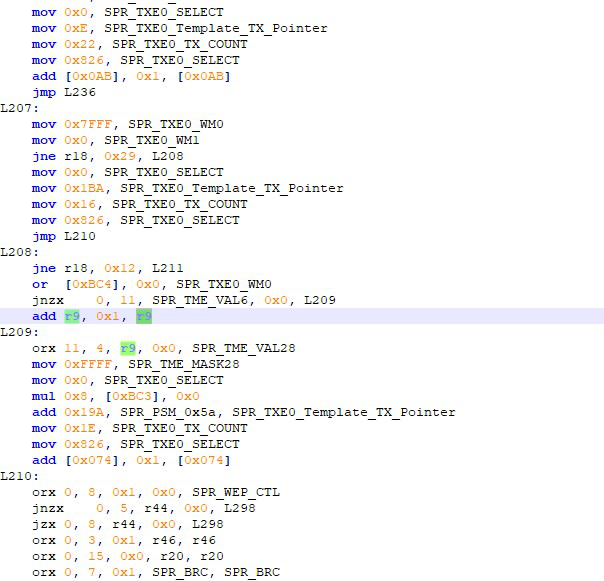 mov 0x0, SPR_TXE0_SELECT
mov 0xE, SPR_TXE0_Template_TX_Pointer
mov 0x22, SPR_TXE0_TX_COUNT
mov 0x826, SPR_TXE0_SELECT
add [0x0AB], 0x1, [0x0AB]
jmp L236
L207:
mov 0x7FFF, SPR_TXE0_WM0
mov 0x0, SPR_TXE0_WM1
jne r18, 0x29, L208
mov 0x0, SPR_TXE0_SELECT
mov 0x1BA, SPR_TXE0_Template_TX_Pointer
mov 0x16, SPR_TXE0_TX_COUNT
mov 0x826, SPR_TXE0_SELECT
jmp L210
L208:
jne r18, 0x12, L211
or [0xBC4], 0x0, SPR_TXE0_WM0
jnzx 0, 11, SPR_TME_VAL6, 0x0, L209
add r9, 0x1, r9
L209:
orx 11, 4, r9, 0x0, SPR_TME_VAL28
mov 0xFFFF, SPR_TME_MASK28
mov 0x0, SPR_TXE0_SELECT
mul 0x8, [0xBC3], 0x0
add 0x19A, SPR_PSM_0x5a, SPR_TXE0_Template_TX_Pointer
mov 0x1E, SPR_TXE0_TX_COUNT
mov 0x826, SPR_TXE0_SELECT
add [0x074], 0x1, [0x074]
L210:
orx 0, 8, 0x1, 0x0, SPR_WEP_CTL
jnzx 0, 5, r44, 0x0, L298
jzx 0, 8, r44, 0x0, L298
orx 0, 3, 0x1, r46, r46
orx 0, 15, 0x0, r20, r20
orx 0, 7, 0x1, SPR_BRC, SPR_BRC